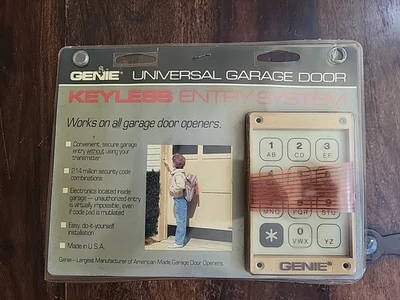 GENIE® UNIVERSAL GARAGE DOOR
KEYLESS ENTRY SYSTEM
Works on all garage door openers.
Convenient, secure garage
entry without using your
transmitter
214 million security code
combinations
Electronics located inside
garage — unauthorized entry
is virtually impossible, even
if code pad is mutilated
Easy, do-it-yourself
installation
Made in U.S.A.
Genie—Largest Manufacturer of American-Made Garage Door Openers.
1 2 3
AB CD EF
MNO PQR STU
* 0
VWX YZ
GENIE®